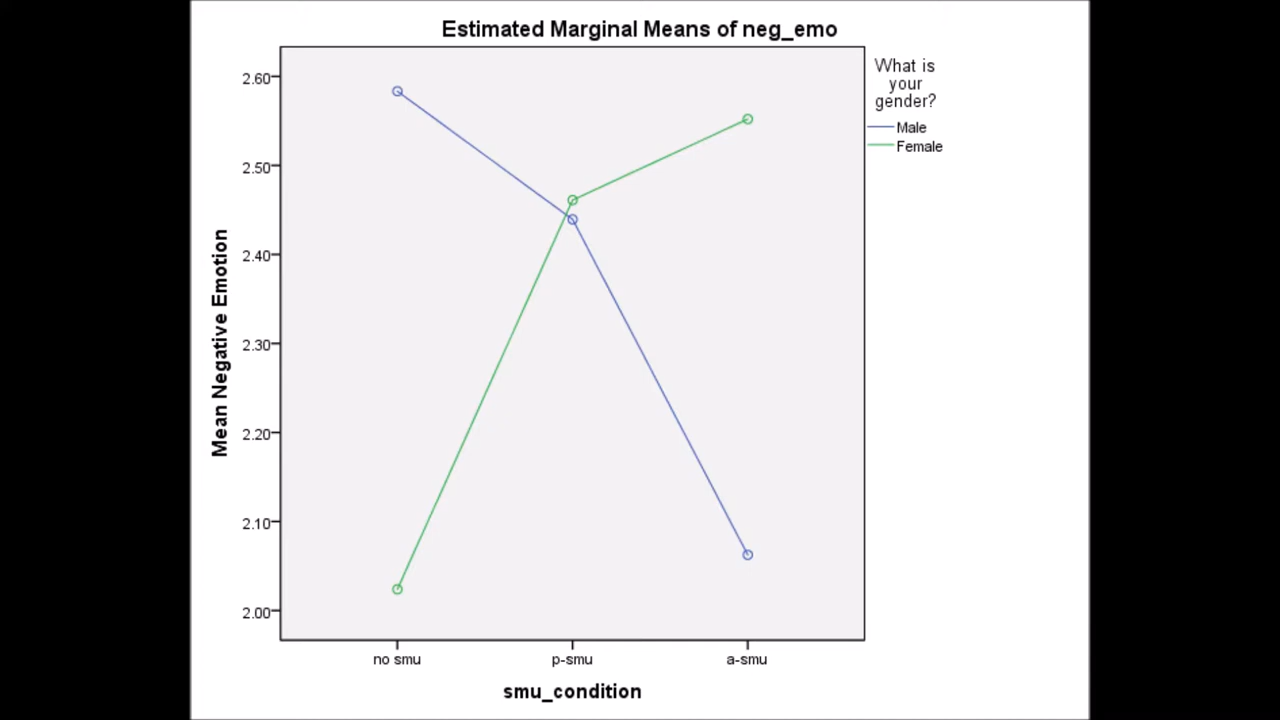 Estimated Marginal Means of neg_emo
What is
your
gender?
Male
Female
Mean Negative Emotion
2.60
2.50
2.40
2.30
2.20
2.10
2.00
no smu
p-smu
a-smu
smu_condition